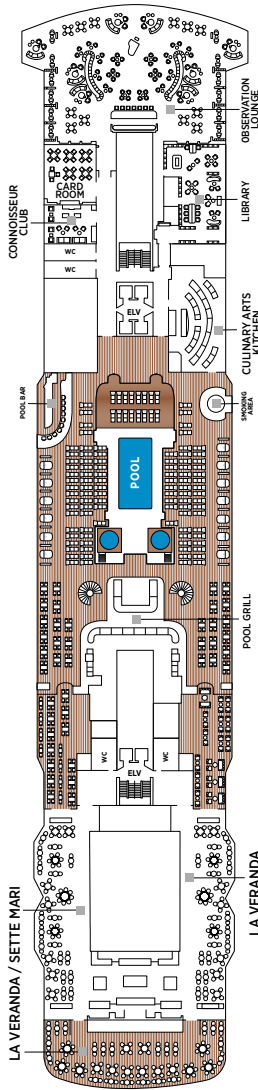 OBSERVATION
LOUNGE
CARD
ROOM
CONNOISSEUR
CLUB
LIBRARY
WC
WC
ELV
CULINARY ARTS
KITCHEN
POOL BAR
SMOKING
AREA
POOL
POOL GRILL
WC
ELV
WC
LA VERANDA
LA VERANDA / SETTE MARI